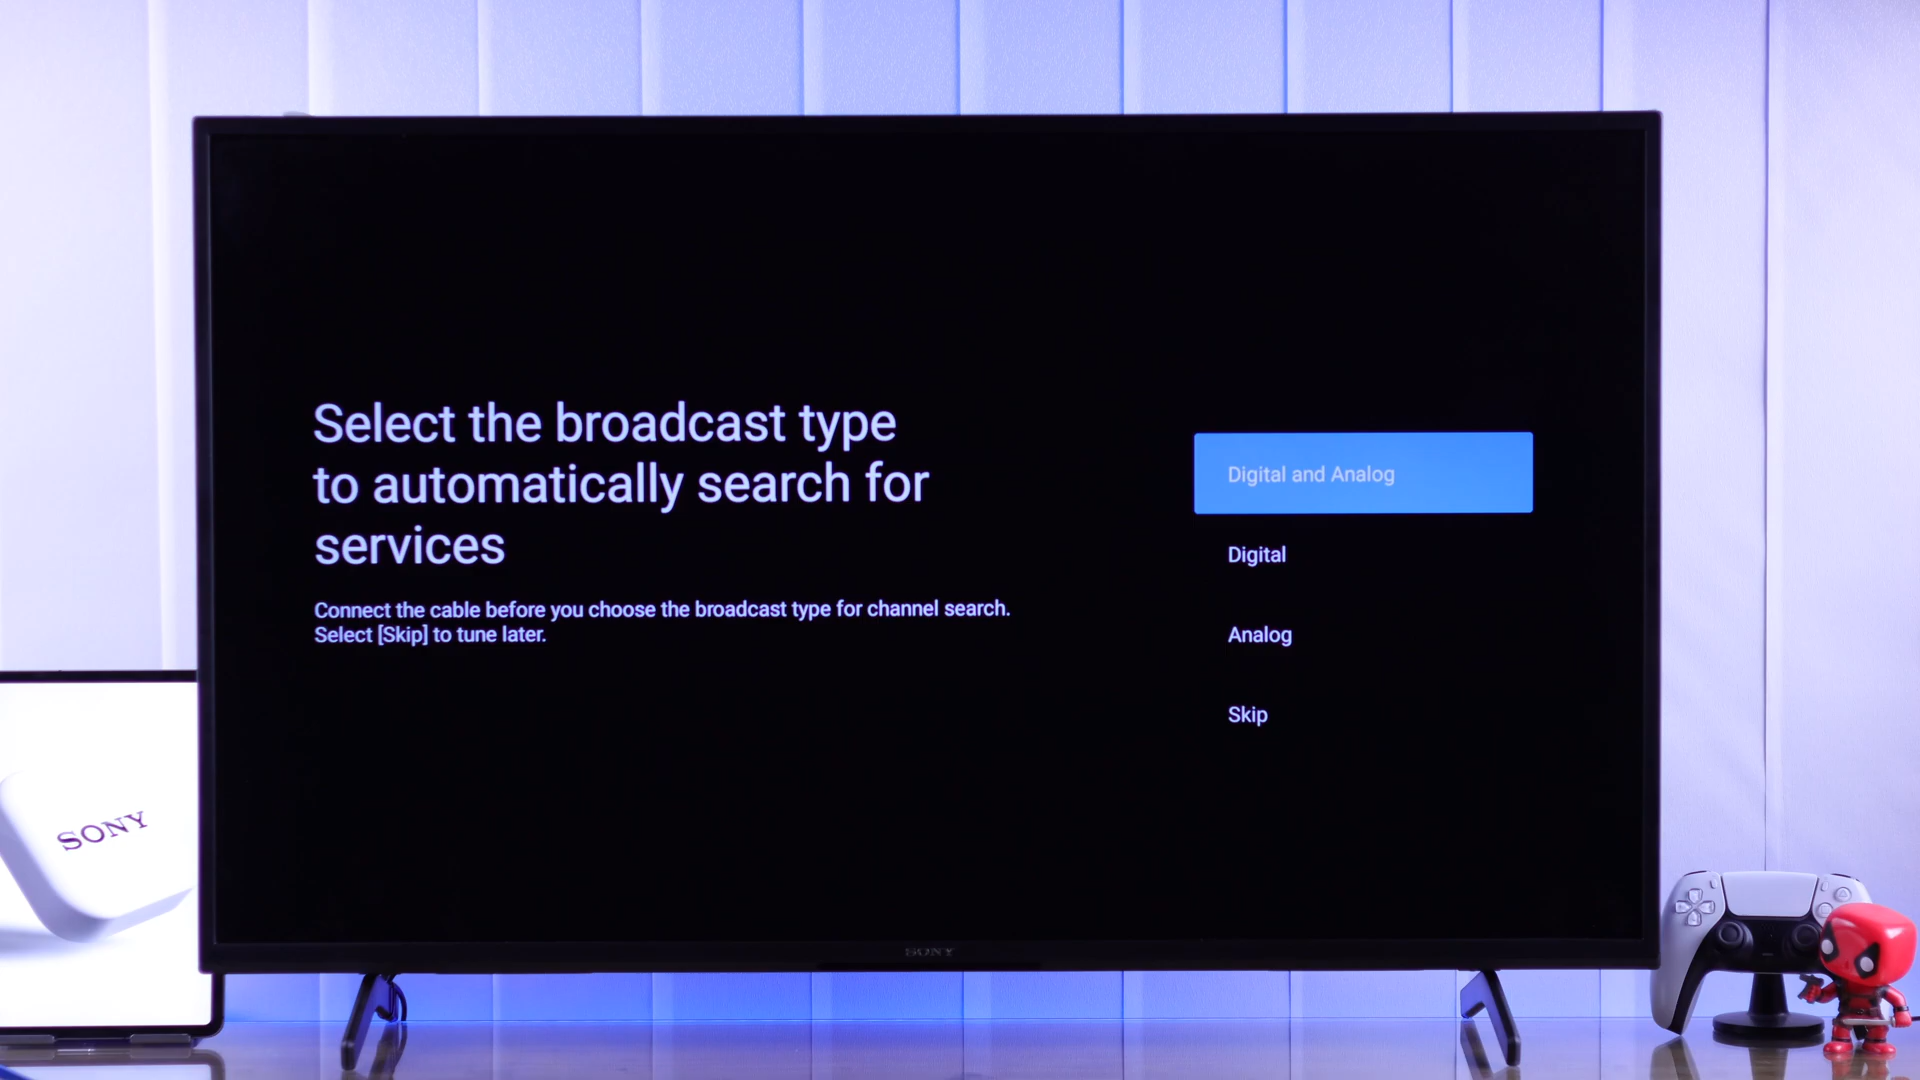 Select the broadcast type
to automatically search for
services
Connect the cable before you choose the broadcast type for channel search.
Select [Skip] to tune later.
Digital and Analog
Digital
Analog
Skip
SONY
SONY